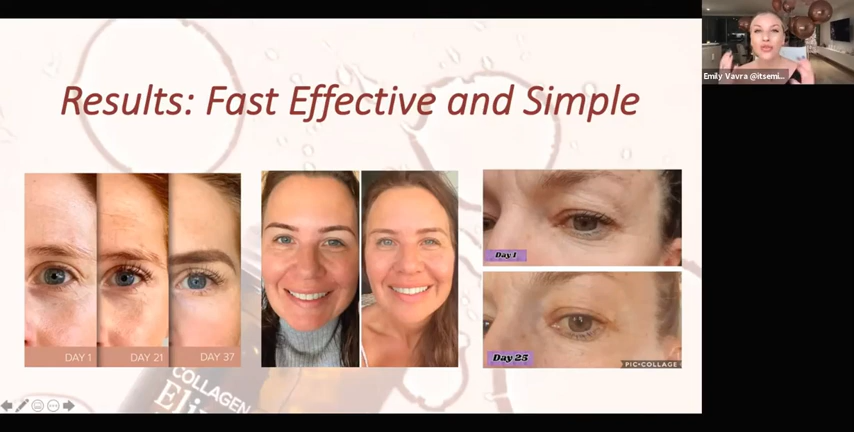 Results: Fast Effective and Simple
Emily Vavra @itsemi...
DAY 1
DAY 21
DAY 37
Day 1
Day 25
PIC•COLLAGE
COLLAGEN
Eli